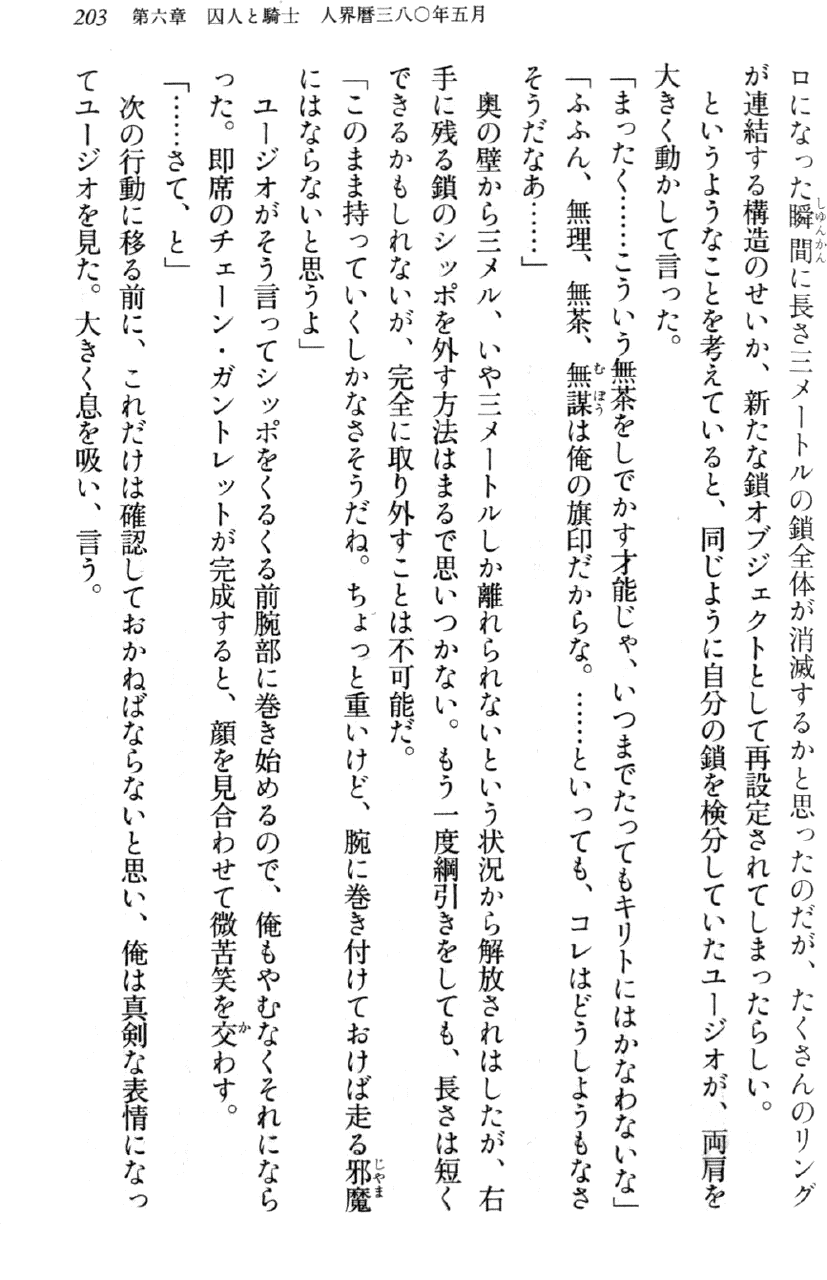 203 第六章 囚人と騎士 人界暦三八〇年五月
ロになった瞬間に長さ三メートルの鎖全体が消滅するかと思ったのだが、たくさんのリング
が連結する構造のせいか、新たな鎖オブジェクトとして再設定されてしまったらしい。
というようなことを考えていると、同じように自分の鎖を検分していたユージオが、両肩を
大きく動かして言った。
「まったく……こういう無茶をしでかす才能じゃ、いつまでたってもキリトにはかなわないな」
「ふふん、無理、無茶、無謀は俺の旗印だからな。……といっても、コレはどうしようもなさ
そうだなあ……」
奥の壁から三メル、いや三メートルしか離れられないという状況から解放されはしたが、右
手に残る鎖のシッポを外す方法はまるで思いつかない。もう一度綱引きをしても、長さは短く
できるかもしれないが、完全に取り外すことは不可能だ。
「このまま持っていくしかなさそうだね。ちょっと重いけど、腕に巻き付けておけば走る邪魔
にはならないと思うよ」
ユージオがそう言ってシッポをくるくる前腕部に巻き始めるので、俺もやむなくそれになら
った。即席のチェーン・ガントレットが完成すると、顔を見合わせて微苦笑を交わす。
「……さて、と」
次の行動に移る前に、これだけは確認しておかねばならないと思い、俺は真剣な表情になっ
てユージオを見た。大きく息を吸い、言う。
しゅんかん
む ぼう
じゃま
か